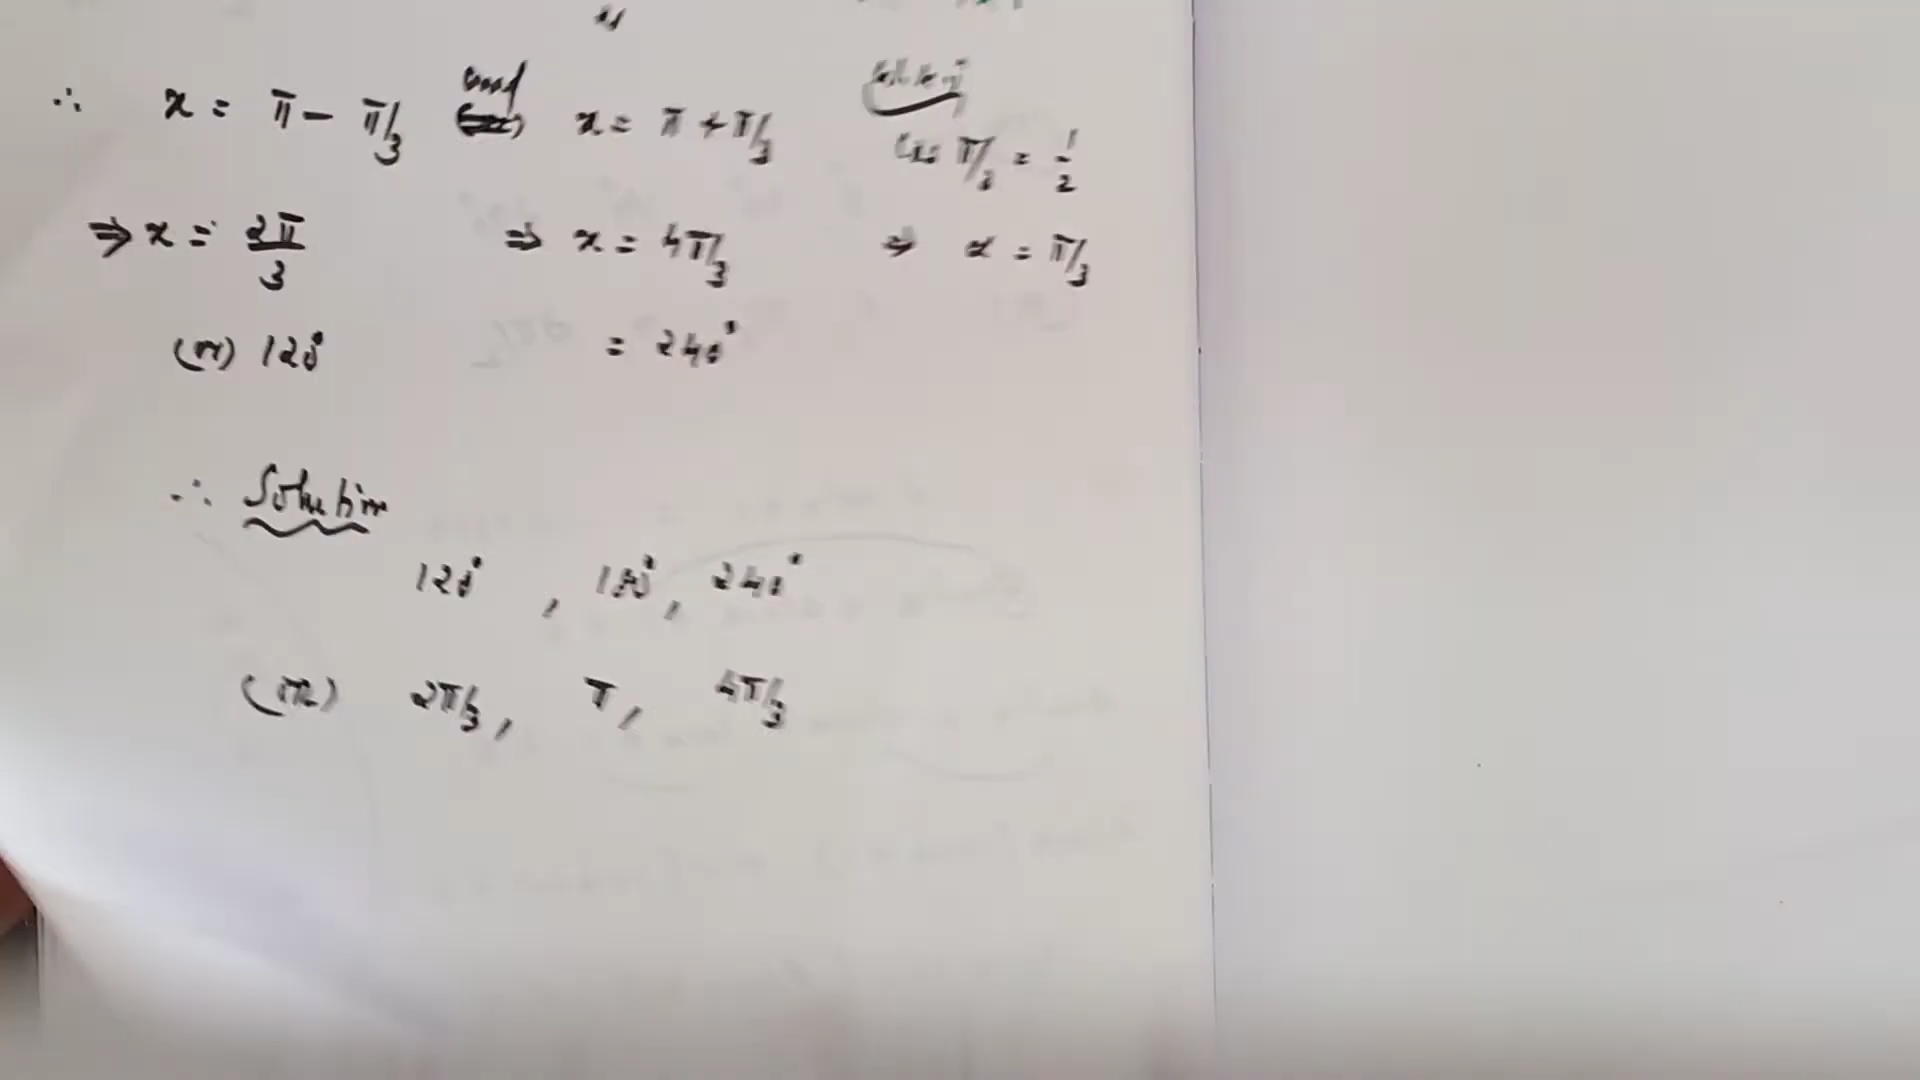 ∴ x = π - π/3 and x = π + π/3
cos π/3 = 1/2
⇒ x = 2π/3 ⇒ x = 4π/3 ⇒ α = π/3
(or) 120° = 240°
∴ Solution
120°, 180°, 240°
(or) 2π/3, π, 4π/3